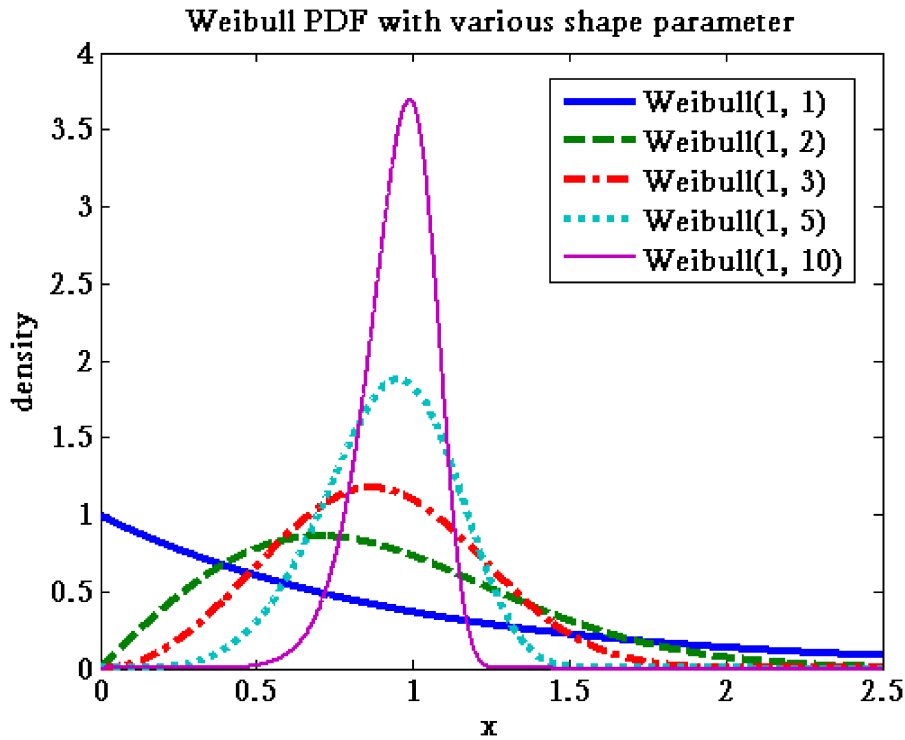 Weibull PDF with various shape parameter
4
3.5
3
2.5
2
1.5
1
0.5
0
density
Weibull(1, 1)
Weibull(1, 2)
Weibull(1, 3)
Weibull(1, 5)
Weibull(1, 10)
0 0.5 1 1.5 2 2.5
x